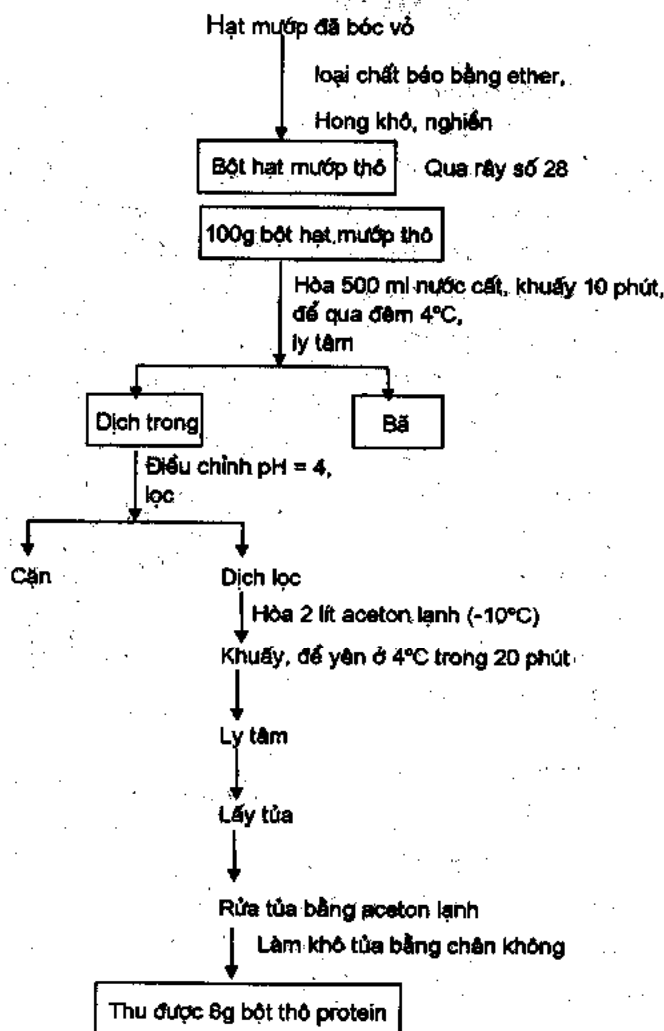 Hạt mướp đã bóc vỏ
loại chất béo bằng ether,
Hong khô, nghiền
Bột hạt mướp thô
Qua rây số 28
100g bột hạt mướp thô
Hòa 500 ml nước cất, khuấy 10 phút,
để qua đêm 4°C,
ly tâm
Dịch trong
Bã
Điều chỉnh pH = 4,
lọc
Cặn
Dịch lọc
Hòa 2 lít aceton lạnh (-10°C)
Khuấy, để yên ở 4°C trong 20 phút
Ly tâm
Lấy tủa
Rửa tủa bằng aceton lạnh
Làm khô tủa bằng chân không
Thu được 8g bột thô protein